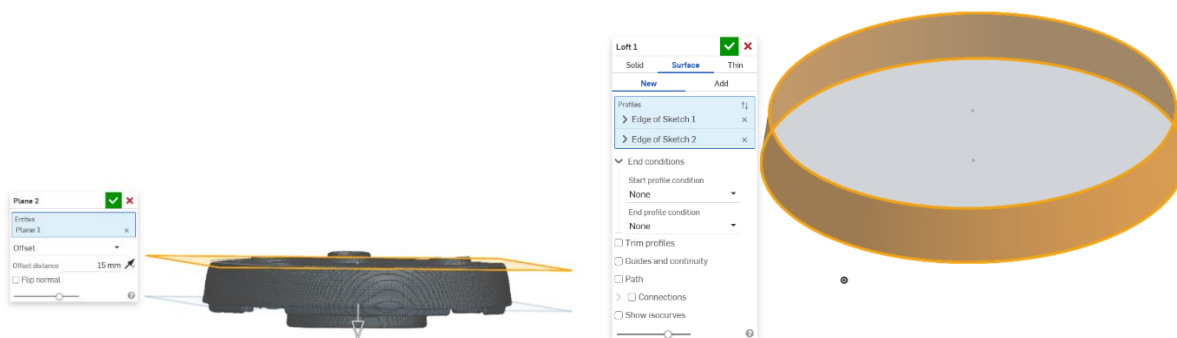 Plane 2
Entities
Plane 1
Offset
Offset distance 15 mm
Flip normal
Loft 1
Solid Surface Thin
New Add
Profiles
Edge of Sketch 1
Edge of Sketch 2
End conditions
Start profile condition
None
End profile condition
None
Trim profiles
Guides and continuity
Path
Connections
Show isocurves